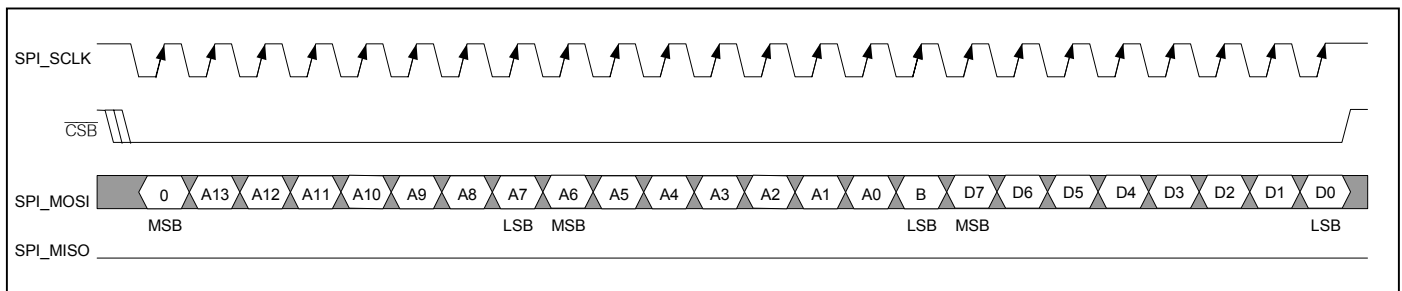 SPI_SCLK
CSB
SPI_MOSI 0 A13 A12 A11 A10 A9 A8 A7 A6 A5 A4 A3 A2 A1 A0 B D7 D6 D5 D4 D3 D2 D1 D0
MSB LSB MSB LSB MSB LSB
SPI_MISO